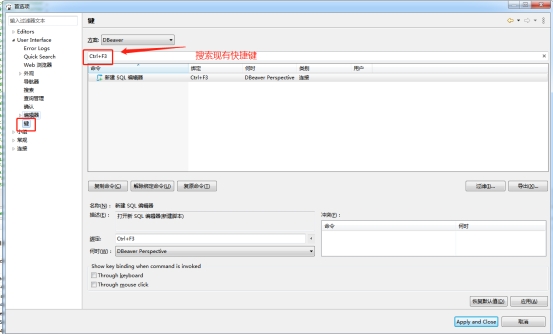 首选项
输入过滤文本
键
Editors
User Interface
Error Logs
Quick Search
Web 浏览器
外观
导航器
搜索
查询管理
确认
编辑器
键
常规
连接
方案: DBeaver
Ctrl+F3
搜索现有快捷键
命令 绑定 何时 类别 用户
新建 SQL 编辑器 Ctrl+F3 DBeaver Perspective 连接
复制命令(C) 解除绑定命令(U) 复原命令(T) 过滤(I)... 导出(X)...
名称(N): 新建 SQL 编辑器
描述(E): 打开新 SQL 编辑器(新建脚本)
冲突(F):
命令 何时
绑定: Ctrl+F3
何时(W): DBeaver Perspective
Show key binding when command is invoked
Through keyboard
Through mouse click
恢复默认值(D) 应用(A)
Apply and Close 取消